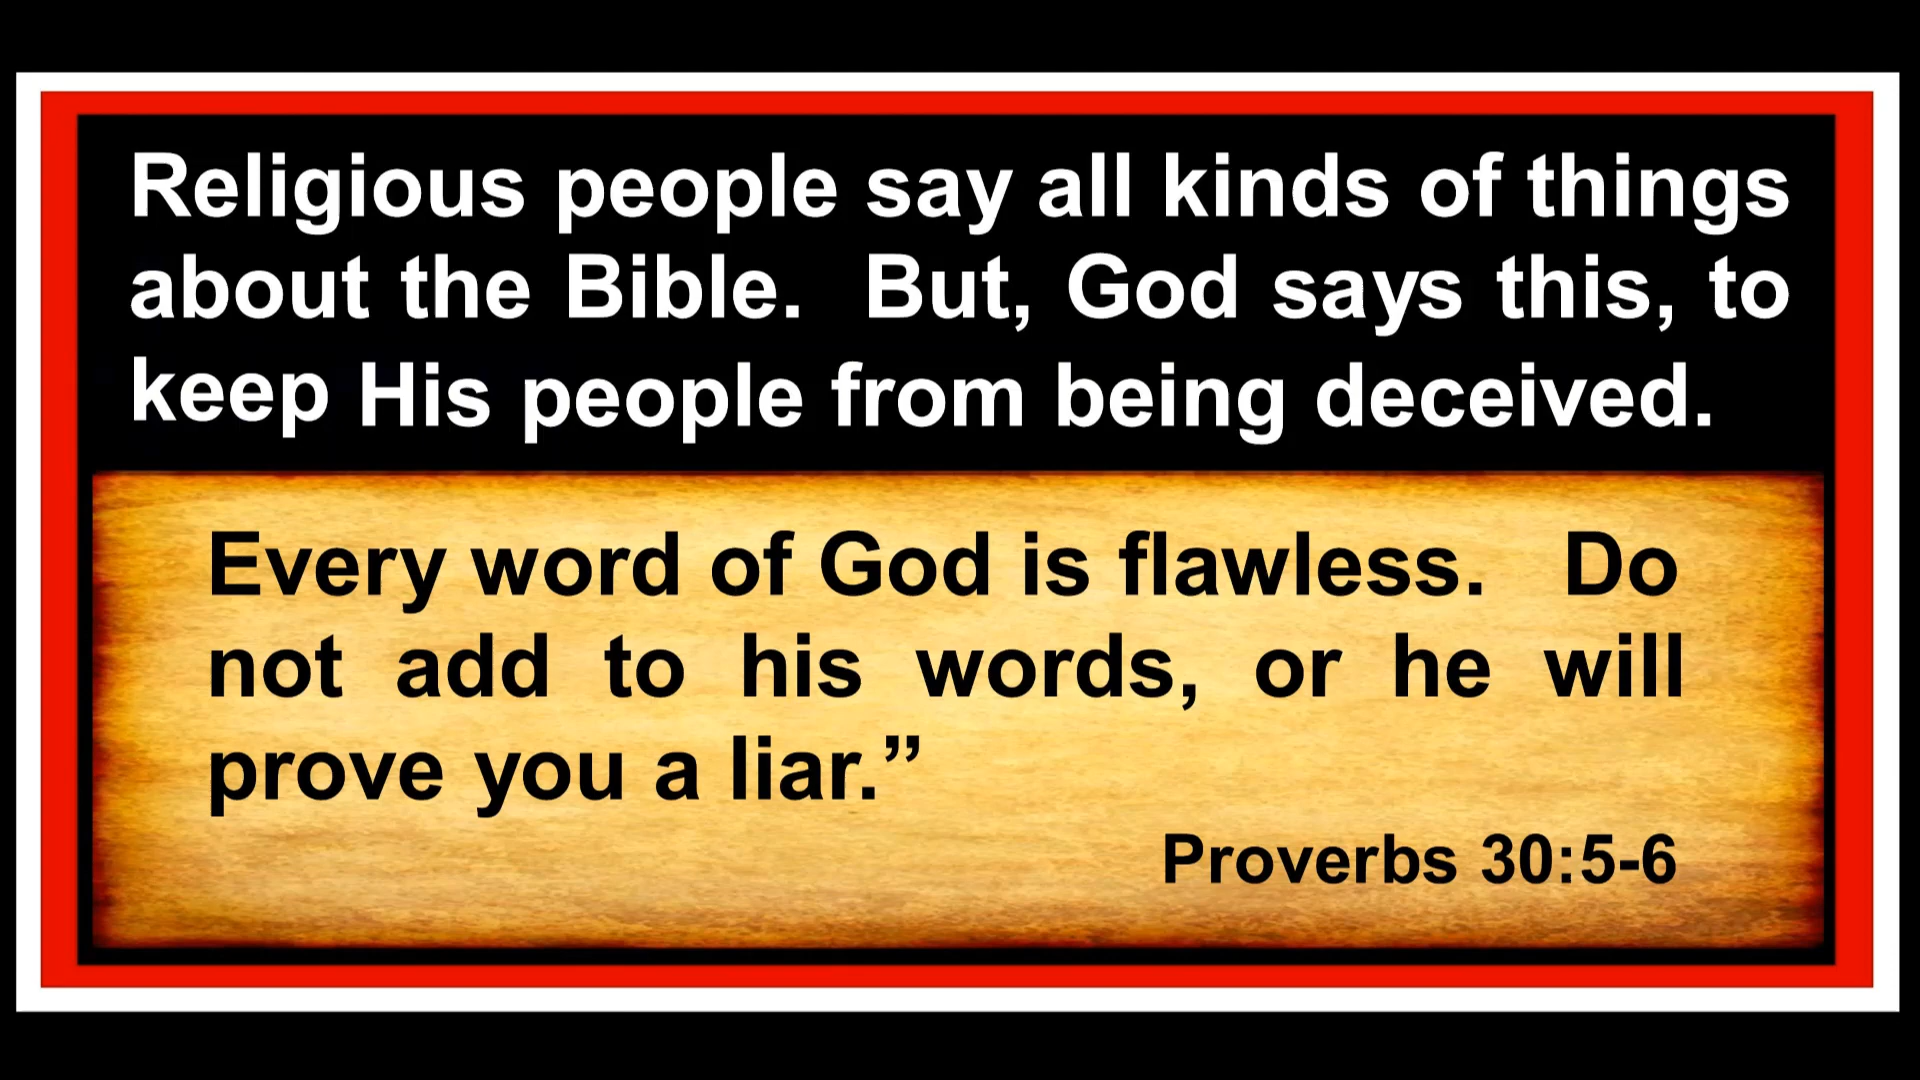 Religious people say all kinds of things
about the Bible.  But, God says this, to
keep His people from being deceived.
Every word of God is flawless.   Do
not add to his words, or he will
prove you a liar.”
Proverbs 30:5-6